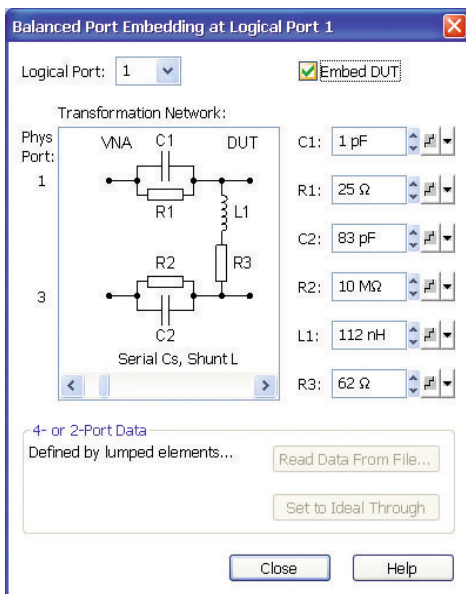 Balanced Port Embedding at Logical Port 1
Logical Port: 1 Embed DUT
Transformation Network:
Phys Port:
VNA C1 DUT
1
R1
L1
R2
R3
3
C2
Serial Cs, Shunt L
C1: 1 pF
R1: 25 Ω
C2: 83 pF
R2: 10 MΩ
L1: 112 nH
R3: 62 Ω
4- or 2-Port Data
Defined by lumped elements...
Read Data From File...
Set to Ideal Through
Close Help